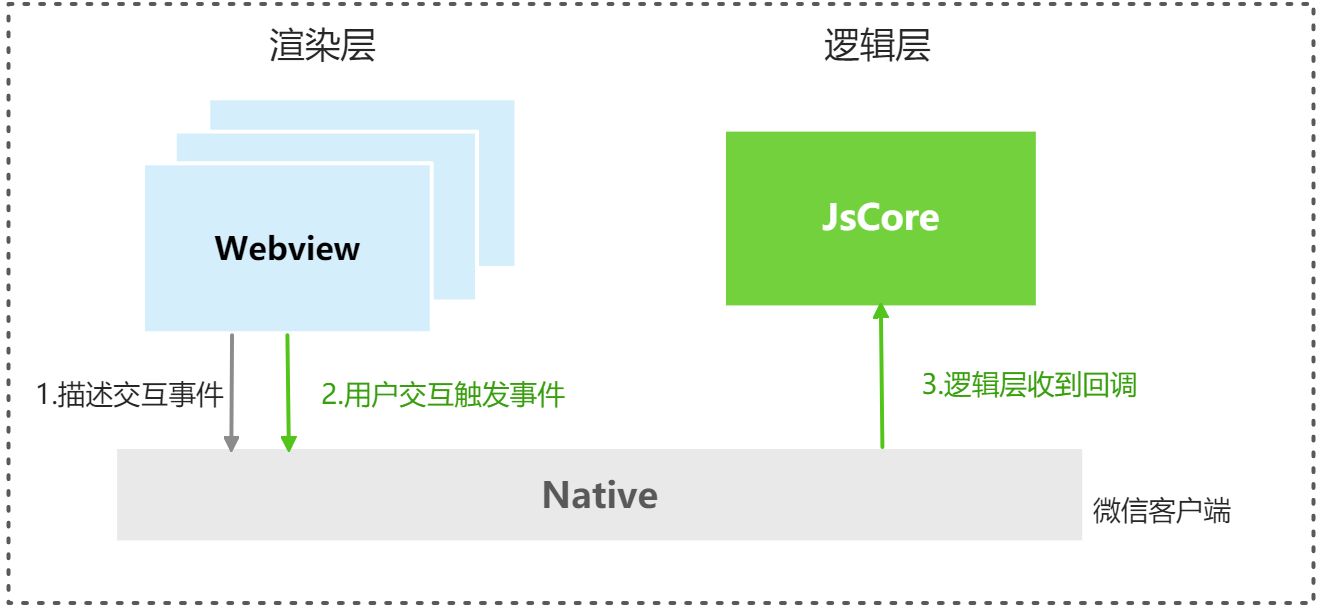 渲染层
逻辑层
Webview
JsCore
1.描述交互事件
2.用户交互触发事件
3.逻辑层收到回调
Native
微信客户端